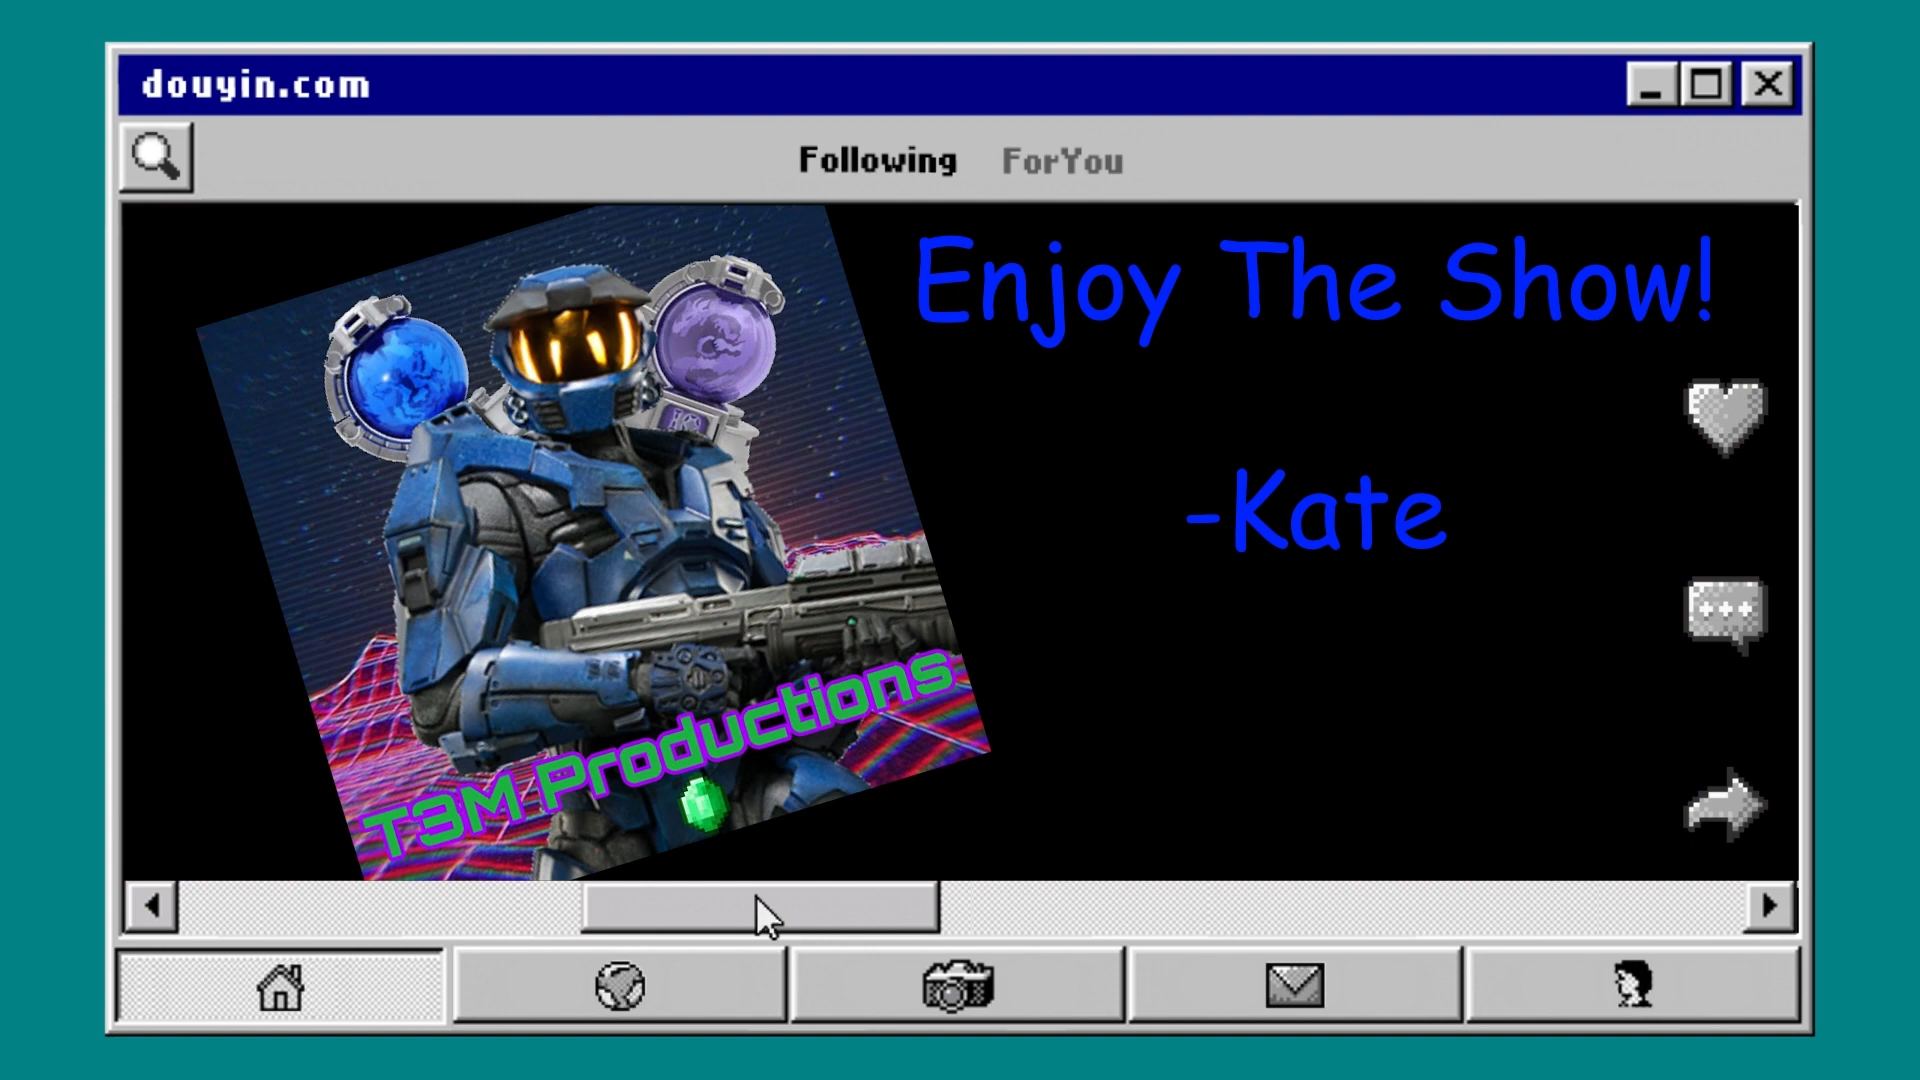 douyin.com
Following ForYou
Enjoy The Show!
-Kate
T3M Productions